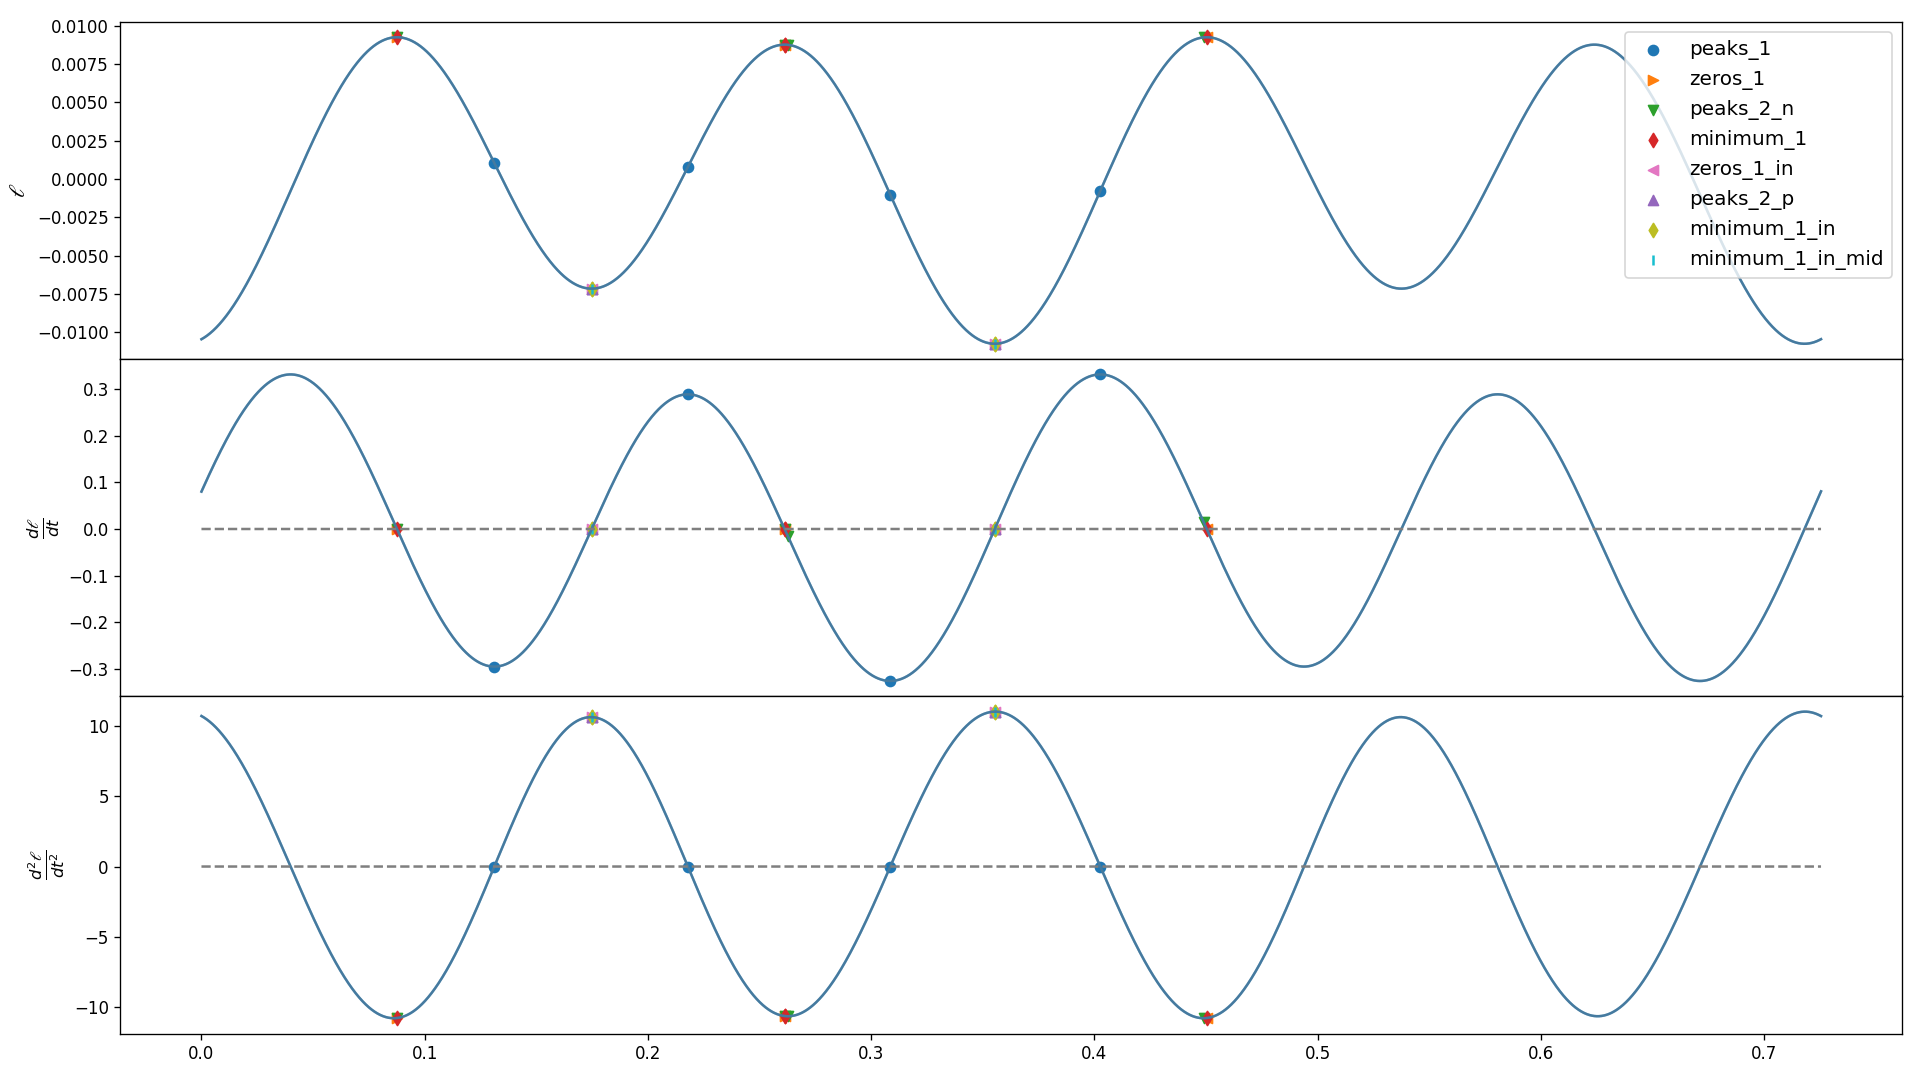 0.0100
0.0075
0.0050
0.0025
0.0000
−0.0025
−0.0050
−0.0075
−0.0100
ℓ
peaks_1
zeros_1
peaks_2_n
minimum_1
zeros_1_in
peaks_2_p
minimum_1_in
minimum_1_in_mid
0.3
0.2
0.1
0.0
−0.1
−0.2
−0.3
dℓ
dt
10
5
0
−5
−10
d²ℓ
dt²
0.0 0.1 0.2 0.3 0.4 0.5 0.6 0.7